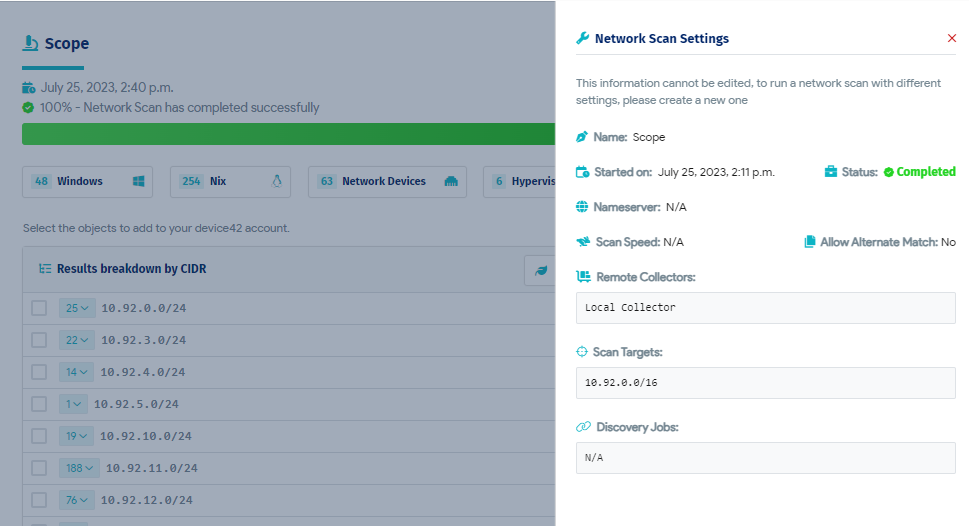 Scope
July 25, 2023, 2:40 p.m.
100% - Network Scan has completed successfully
48 Windows
254 Nix
63 Network Devices
6 Hypervis
Select the objects to add to your device42 account.
Results breakdown by CIDR
25 10.92.0.0/24
22 10.92.3.0/24
14 10.92.4.0/24
1 10.92.5.0/24
19 10.92.10.0/24
188 10.92.11.0/24
76 10.92.12.0/24
Network Scan Settings
This information cannot be edited, to run a network scan with different
settings, please create a new one
Name: Scope
Started on: July 25, 2023, 2:11 p.m. Status: Completed
Nameserver: N/A
Scan Speed: N/A Allow Alternate Match: No
Remote Collectors:
Local Collector
Scan Targets:
10.92.0.0/16
Discovery Jobs:
N/A